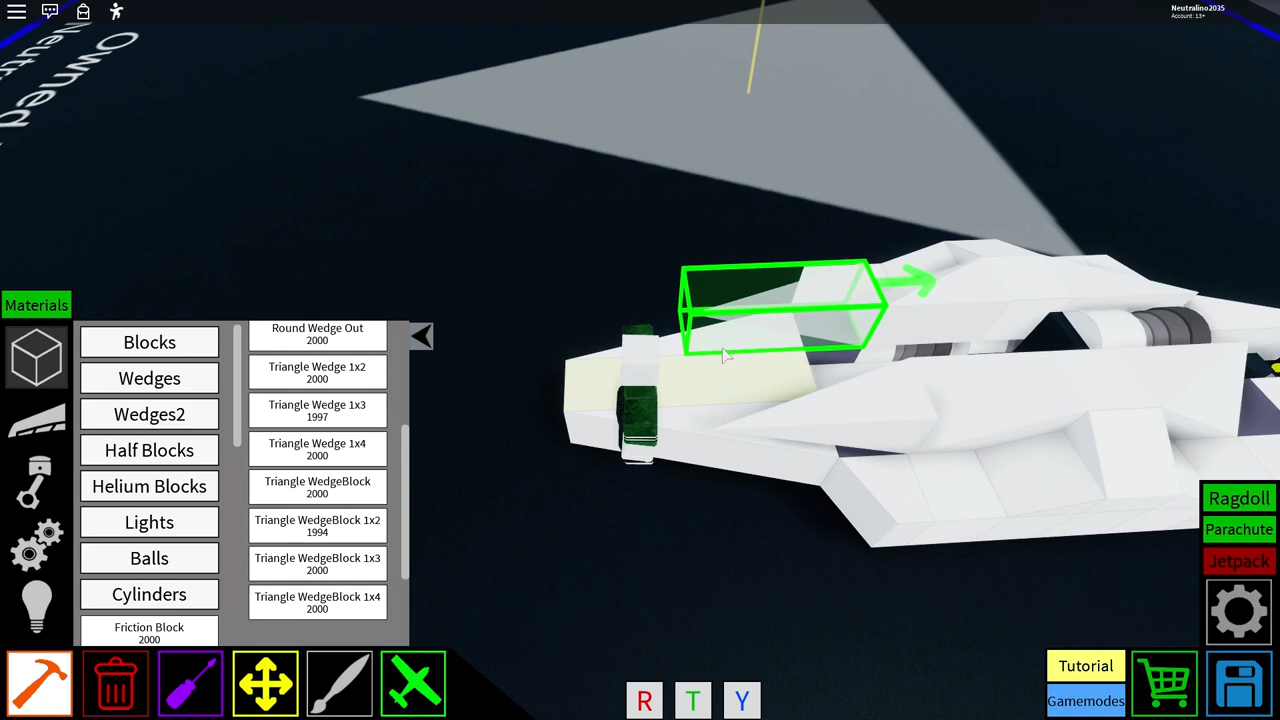 Neutralino2035
Account: 13+
Owned
Neutr
Materials
Blocks
Wedges
Wedges2
Half Blocks
Helium Blocks
Lights
Balls
Cylinders
Friction Block
2000
Round Wedge Out
2000
Triangle Wedge 1x2
2000
Triangle Wedge 1x3
1997
Triangle Wedge 1x4
2000
Triangle WedgeBlock
2000
Triangle WedgeBlock 1x2
1994
Triangle WedgeBlock 1x3
2000
Triangle WedgeBlock 1x4
2000
Ragdoll
Parachute
Jetpack
Tutorial
Gamemodes
R T Y